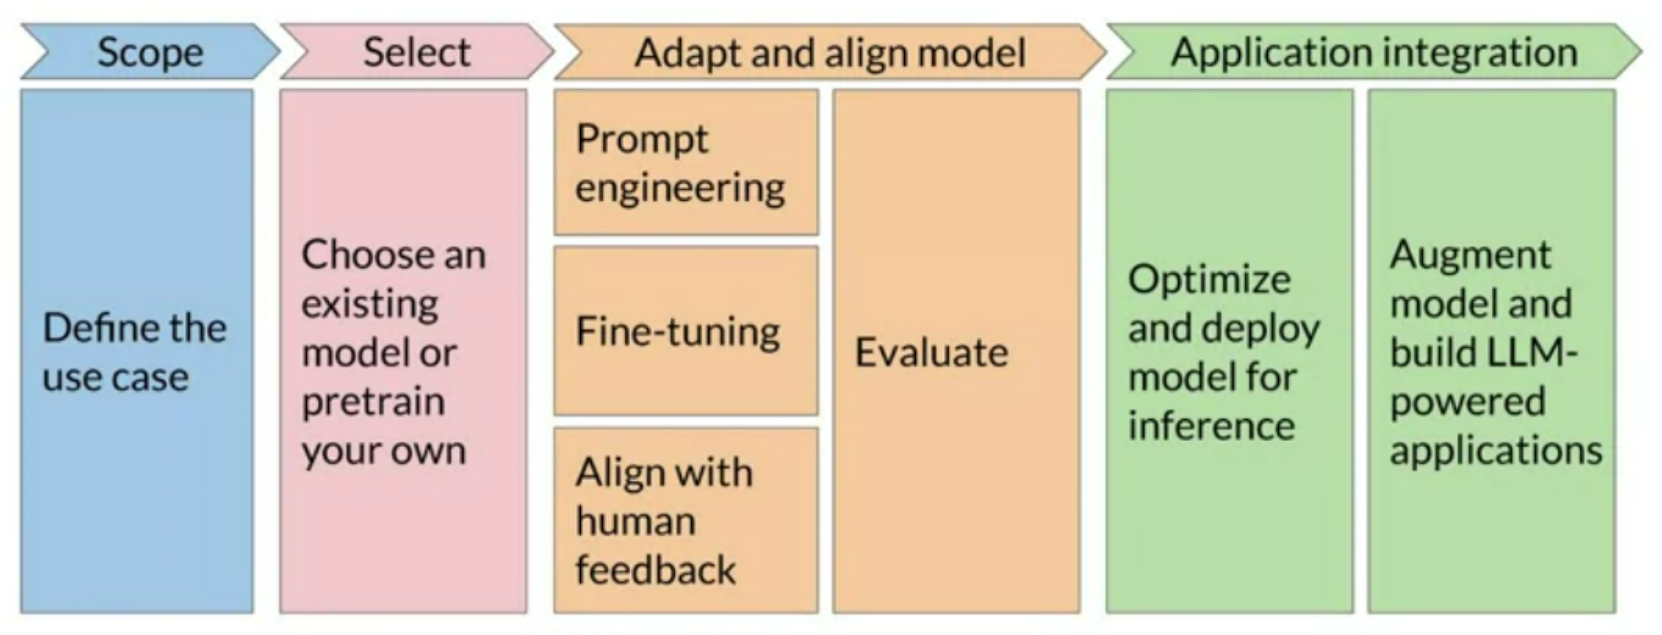 Scope
Select
Adapt and align model
Application integration
Define the
use case
Choose an
existing
model or
pretrain
your own
Prompt
engineering
Fine-tuning
Align with
human
feedback
Evaluate
Optimize
and deploy
model for
inference
Augment
model and
build LLM-
powered
applications